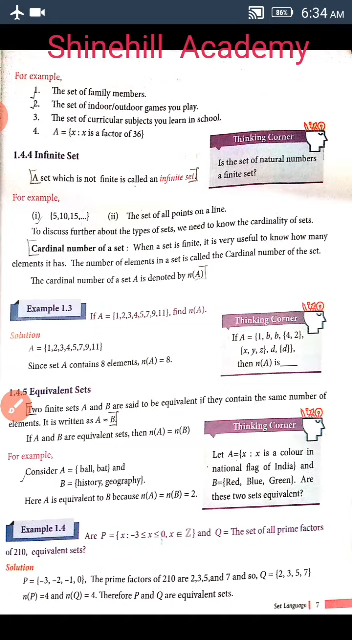 86% 6:34 AM
Shinehill Academy
For example,
1. The set of family members.
2. The set of indoor/outdoor games you play.
3. The set of curricular subjects you learn in school.
4. A = {x : x is a factor of 36}
Thinking Corner
Is the set of natural numbers
a finite set?
1.4.4 Infinite Set
A set which is not finite is called an infinite set.
For example,
(i) {5,10,15,...} (ii) The set of all points on a line.
To discuss further about the types of sets, we need to know the cardinality of sets.
Cardinal number of a set : When a set is finite, it is very useful to know how many
elements it has. The number of elements in a set is called the Cardinal number of the set.
The cardinal number of a set A is denoted by n(A)
Example 1.3
If A = {1,2,3,4,5,7,9,11}, find n(A).
Solution
A = {1,2,3,4,5,7,9,11}
Since set A contains 8 elements, n(A) = 8.
Thinking Corner
If A = {1, b, b, {4, 2},
{x, y, z}, d, {d}},
then n(A) is ____
1.4.5 Equivalent Sets
Two finite sets A and B are said to be equivalent if they contain the same number of
elements. It is written as A ≈ B.
If A and B are equivalent sets, then n(A) = n(B)
For example,
Consider A = { ball, bat} and
B = {history, geography}.
Here A is equivalent to B because n(A) = n(B) = 2.
Thinking Corner
Let A={x : x is a colour in
national flag of India} and
B={Red, Blue, Green}. Are
these two sets equivalent?
Example 1.4
Are P = {x : −3 ≤ x ≤ 0, x ∈ Z} and Q = The set of all prime factors
of 210, equivalent sets?
Solution
P = {−3, −2, −1, 0}, The prime factors of 210 are 2,3,5,and 7 and so, Q = {2, 3, 5, 7}
n(P) =4 and n(Q) = 4. Therefore P and Q are equivalent sets.
Set Language 7